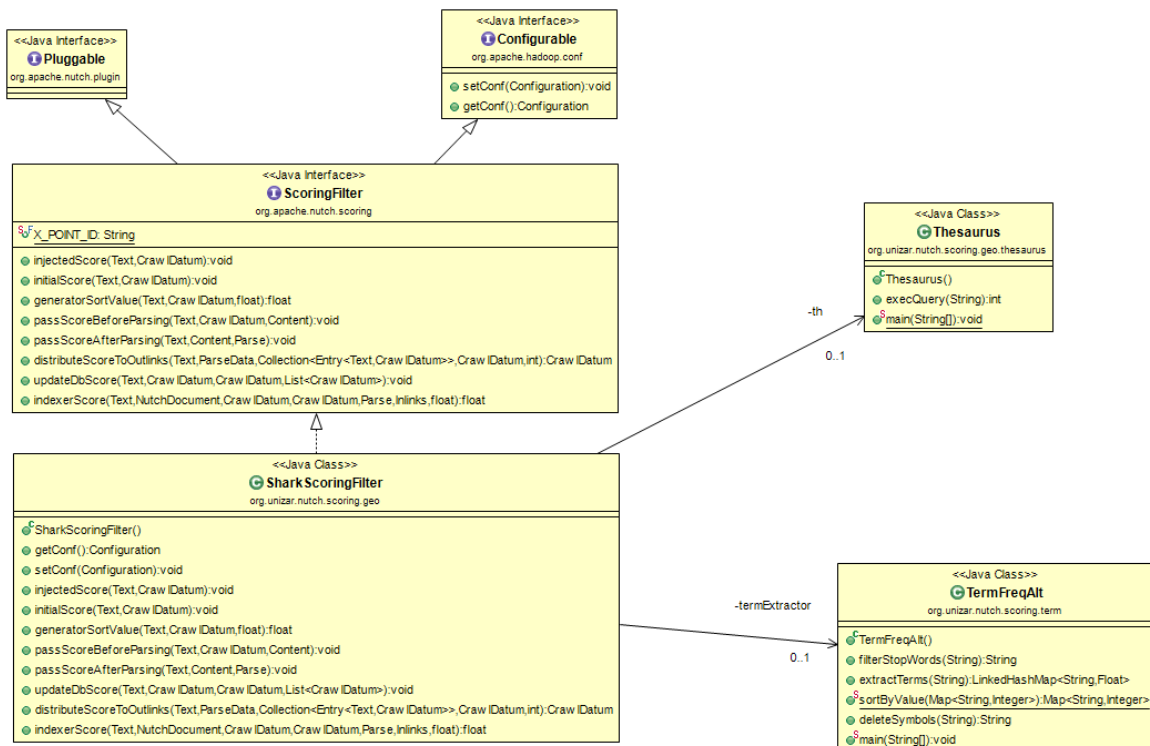 <<Java Interface>>
Pluggable
org.apache.nutch.plugin
<<Java Interface>>
Configurable
org.apache.hadoop.conf
setConf(Configuration):void
getConf():Configuration
<<Java Interface>>
ScoringFilter
org.apache.nutch.scoring
X_POINT_ID: String
injectedScore(Text,CrawlDatum):void
initialScore(Text,CrawlDatum):void
generatorSortValue(Text,CrawlDatum,float):float
passScoreBeforeParsing(Text,CrawlDatum,Content):void
passScoreAfterParsing(Text,Content,Parse):void
distributeScoreToOutlinks(Text,ParseData,Collection<Entry<Text,CrawlDatum>>,CrawlDatum,int):CrawlDatum
updateDbScore(Text,CrawlDatum,CrawlDatum,List<CrawlDatum>):void
indexerScore(Text,NutchDocument,CrawlDatum,CrawlDatum,Parse,Inlinks,float):float
<<Java Class>>
Thesaurus
org.unizar.nutch.scoring.geo.thesaurus
Thesaurus()
execQuery(String):int
main(String[]):void
-th
0..1
<<Java Class>>
SharkScoringFilter
org.unizar.nutch.scoring.geo
SharkScoringFilter()
getConf():Configuration
setConf(Configuration):void
injectedScore(Text,CrawlDatum):void
initialScore(Text,CrawlDatum):void
generatorSortValue(Text,CrawlDatum,float):float
passScoreBeforeParsing(Text,CrawlDatum,Content):void
passScoreAfterParsing(Text,Content,Parse):void
updateDbScore(Text,CrawlDatum,CrawlDatum,List<CrawlDatum>):void
distributeScoreToOutlinks(Text,ParseData,Collection<Entry<Text,CrawlDatum>>,CrawlDatum,int):CrawlDatum
indexerScore(Text,NutchDocument,CrawlDatum,CrawlDatum,Parse,Inlinks,float):float
-termExtractor
0..1
<<Java Class>>
TermFreqAlt
org.unizar.nutch.scoring.term
TermFreqAlt()
filterStopWords(String):String
extractTerms(String):LinkedHashMap<String,Float>
sortByValue(Map<String,Integer>):Map<String,Integer>
deleteSymbols(String):String
main(String[]):void